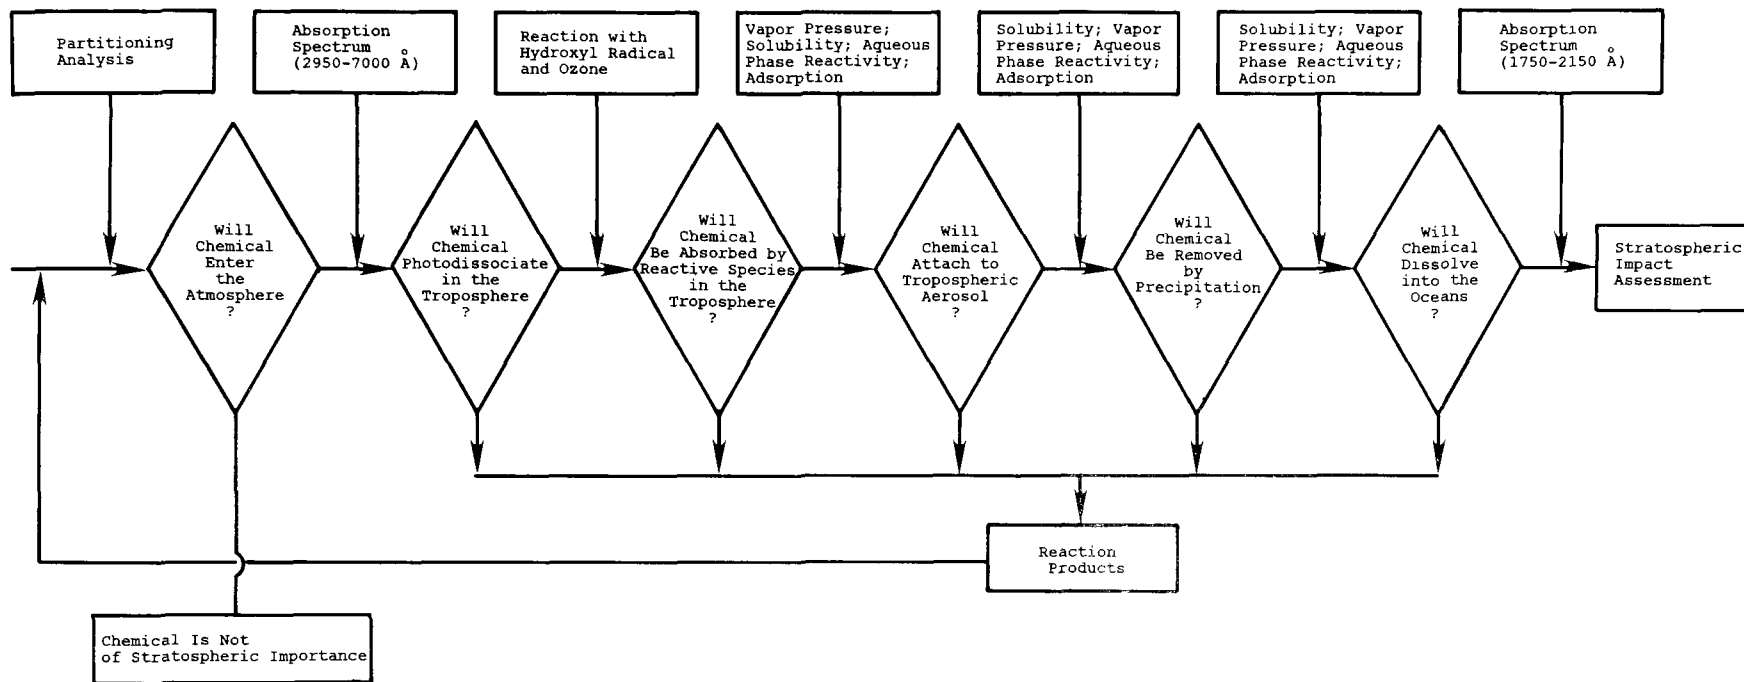 Partitioning
Analysis
Absorption
Spectrum
(2950-7000 Å)
Reaction with
Hydroxyl Radical
and Ozone
Vapor Pressure;
Solubility; Aqueous
Phase Reactivity;
Adsorption
Solubility; Vapor
Pressure; Aqueous
Phase Reactivity;
Adsorption
Solubility; Vapor
Pressure; Aqueous
Phase Reactivity;
Adsorption
Absorption
Spectrum
(1750-2150 Å)
Will
Chemical
Enter
the
Atmosphere
?
Will
Chemical
Photodissociate
in the
Troposphere
?
Will
Chemical
Be Absorbed by
Reactive Species
in the
Troposphere
?
Will
Chemical
Attach to
Tropospheric
Aerosol
?
Will
Chemical
Be Removed
by
Precipitation
?
Will
Chemical
Dissolve
into the
Oceans
?
Stratospheric
Impact
Assessment
Reaction
Products
Chemical Is Not
of Stratospheric Importance